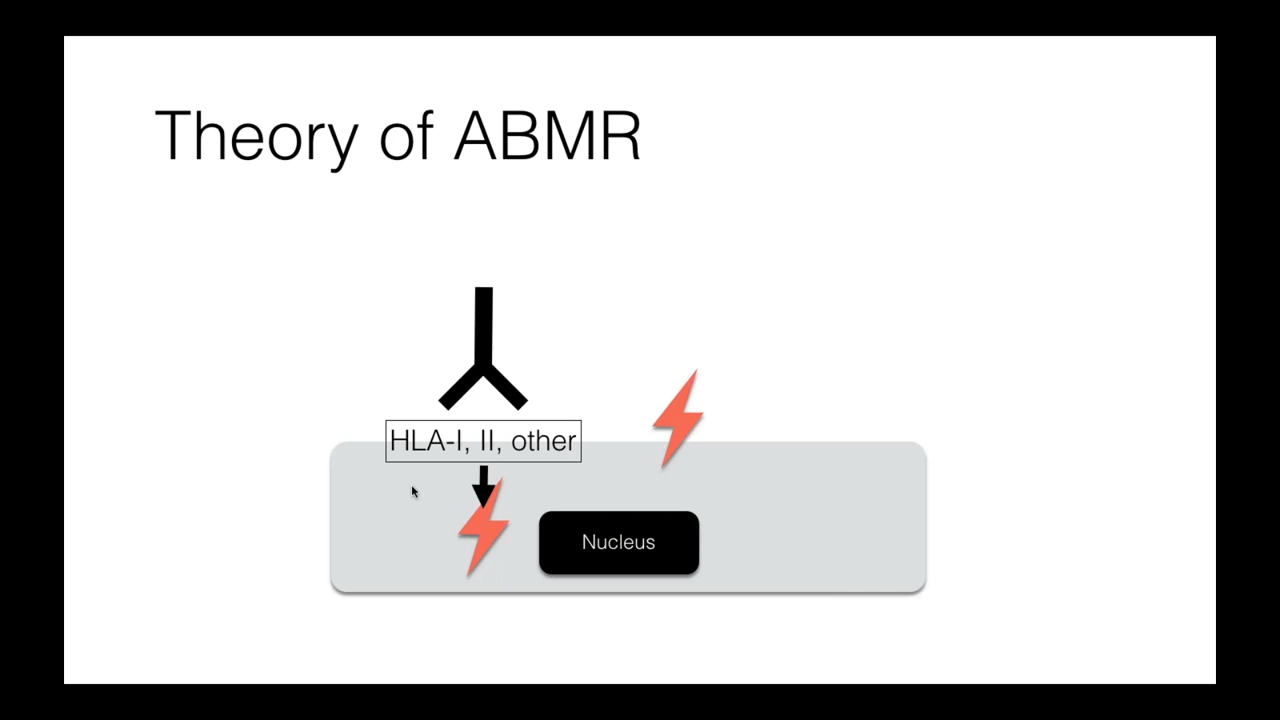 Theory of ABMR
HLA-I, II, other
Nucleus